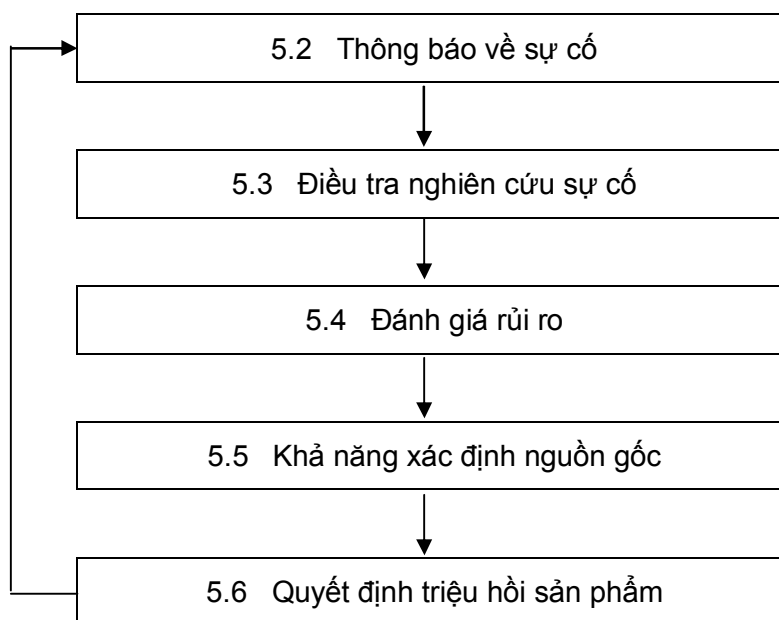 5.2 Thông báo về sự cố
5.3 Điều tra nghiên cứu sự cố
5.4 Đánh giá rủi ro
5.5 Khả năng xác định nguồn gốc
5.6 Quyết định triệu hồi sản phẩm